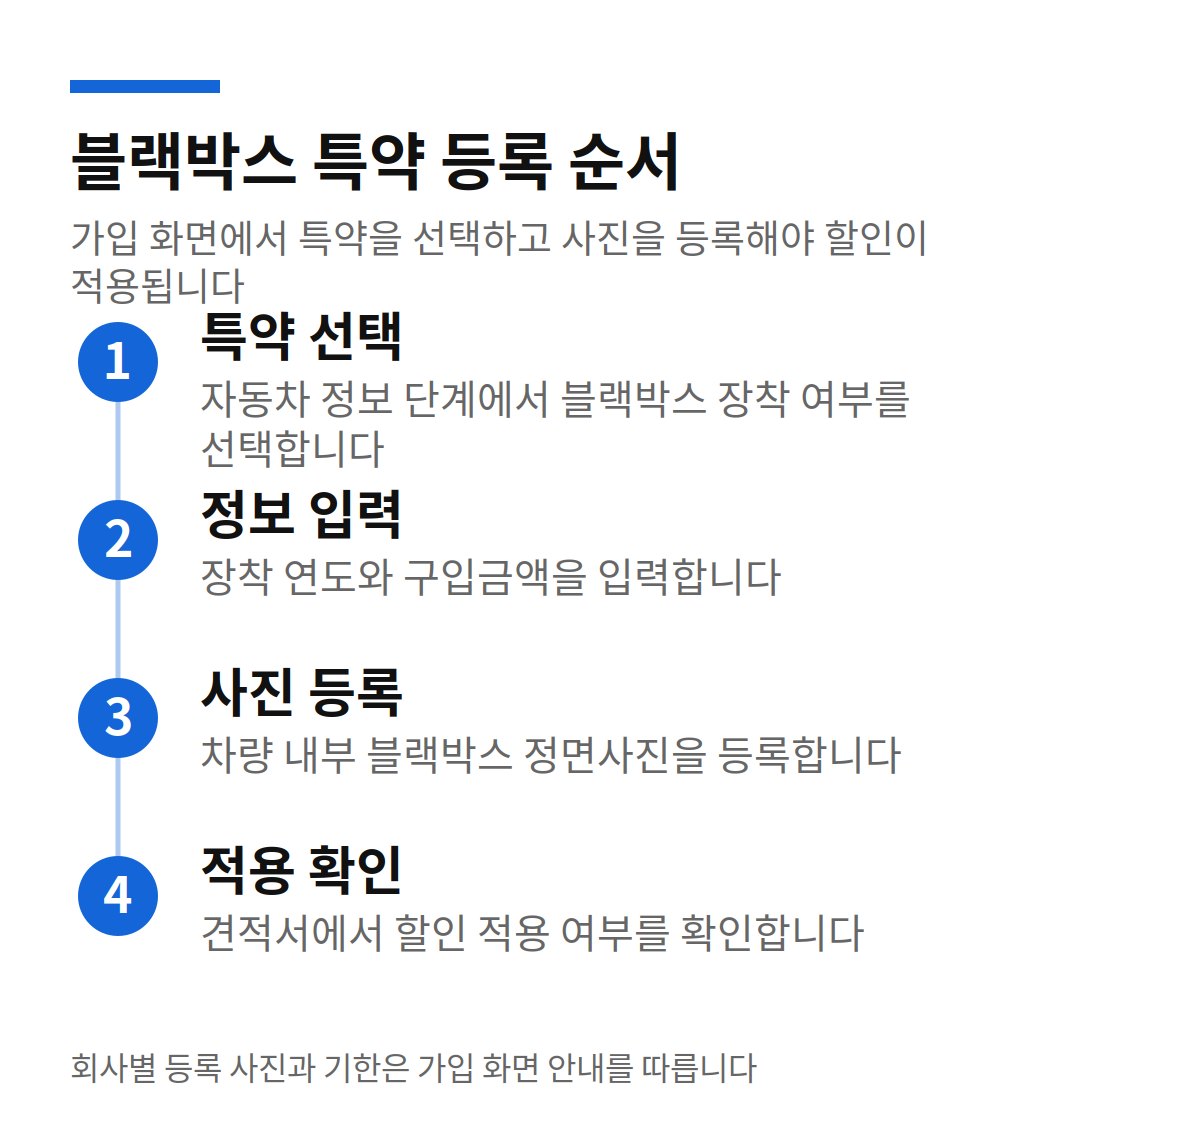 블랙박스 특약 등록 순서
가입 화면에서 특약을 선택하고 사진을 등록해야 할인이
적용됩니다
1
특약 선택
자동차 정보 단계에서 블랙박스 장착 여부를
선택합니다
2
정보 입력
장착 연도와 구입금액을 입력합니다
3
사진 등록
차량 내부 블랙박스 정면사진을 등록합니다
4
적용 확인
견적서에서 할인 적용 여부를 확인합니다
회사별 등록 사진과 기한은 가입 화면 안내를 따릅니다